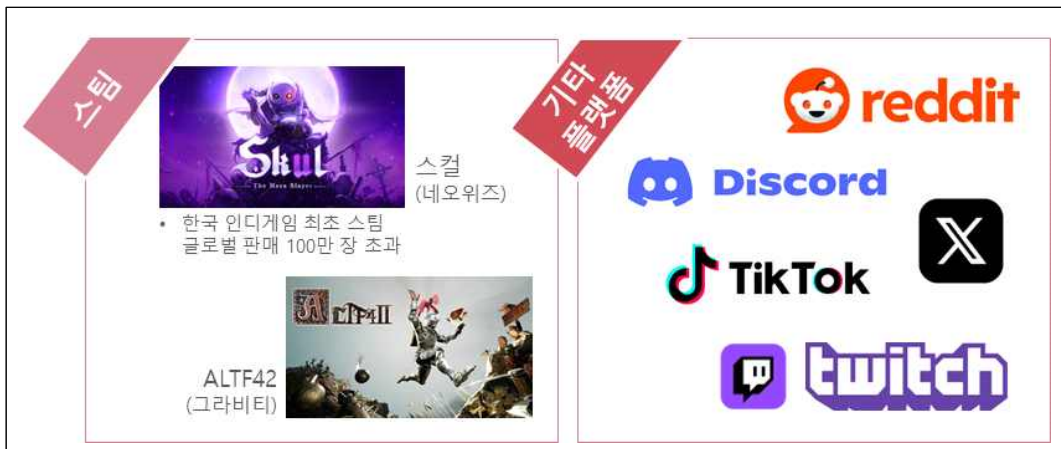 스팀
Skul
The Hero Slayer
스컬
(네오위즈)
• 한국 인디게임 최초 스팀
글로벌 판매 100만 장 초과
ALTF42
(그라비티)
기타
플랫폼
reddit
Discord
X
TikTok
twitch